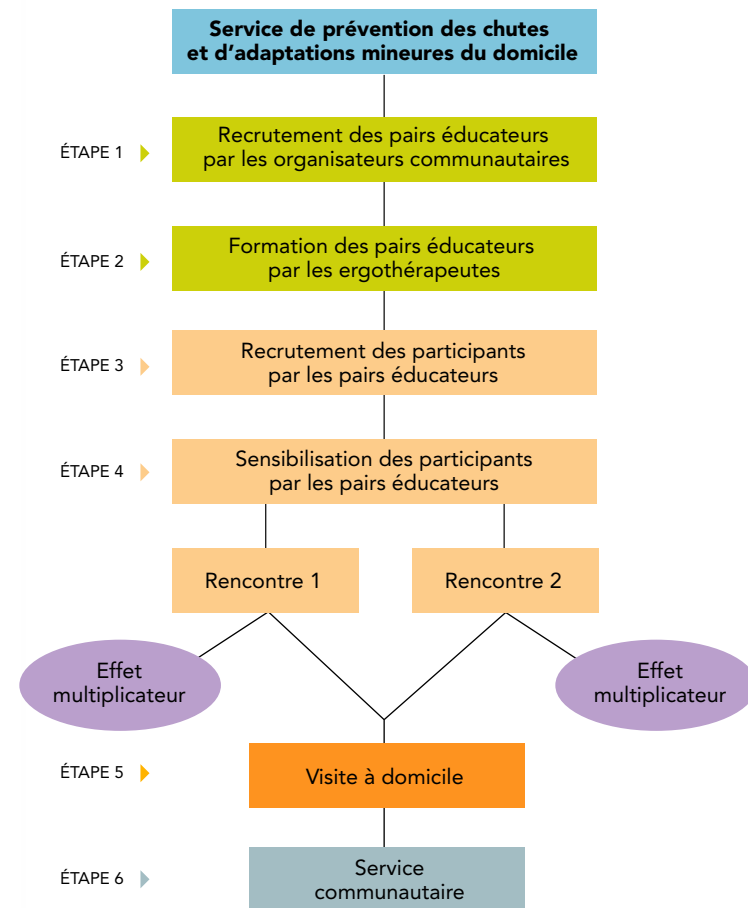 Service de prévention des chutes
et d'adaptations mineures du domicile
ÉTAPE 1
Recrutement des pairs éducateurs
par les organisateurs communautaires
ÉTAPE 2
Formation des pairs éducateurs
par les ergothérapeutes
ÉTAPE 3
Recrutement des participants
par les pairs éducateurs
ÉTAPE 4
Sensibilisation des participants
par les pairs éducateurs
Rencontre 1
Rencontre 2
Effet
multiplicateur
Effet
multiplicateur
ÉTAPE 5
Visite à domicile
ÉTAPE 6
Service
communautaire